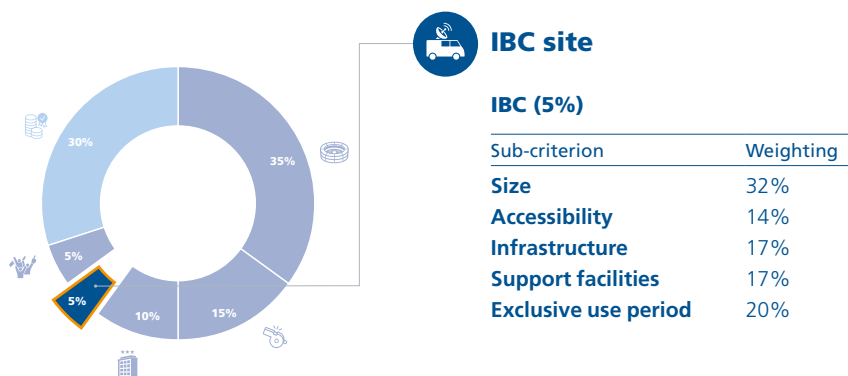 IBC site
IBC (5%)
Sub-criterion Weighting
Size 32%
Accessibility 14%
Infrastructure 17%
Support facilities 17%
Exclusive use period 20%
30%
35%
5%
5%
10%
15%